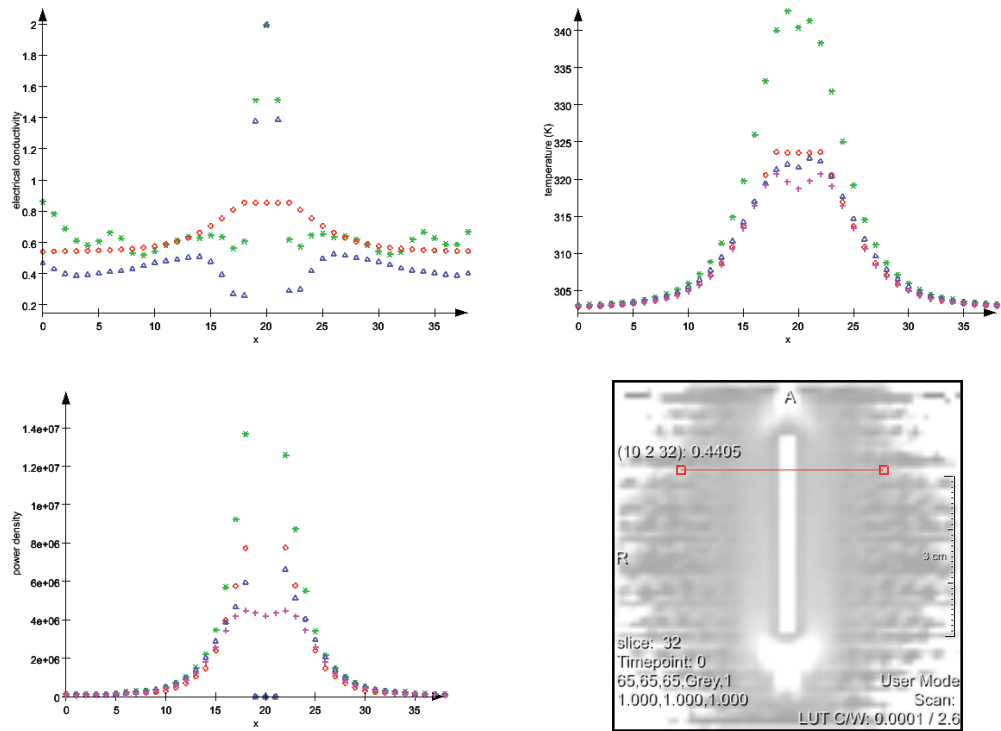 2
1.8
1.6
1.4
1.2
1
0.8
0.6
0.4
0.2
electrical conductivity
0 5 10 15 20 25 30 35
x
340
335
330
325
320
315
310
305
temperature (K)
0 5 10 15 20 25 30 35
x
1.4e+07
1.2e+07
1e+07
8e+06
6e+06
4e+06
2e+06
0
power density
0 5 10 15 20 25 30 35
x
A
(10 2 32): 0.4405
R
3 cm
slice: 32
Timepoint: 0
65,65,65,Grey,1
1.000,1.000,1.000
User Mode
Scan:
LUT C/W: 0.0001 / 2.6